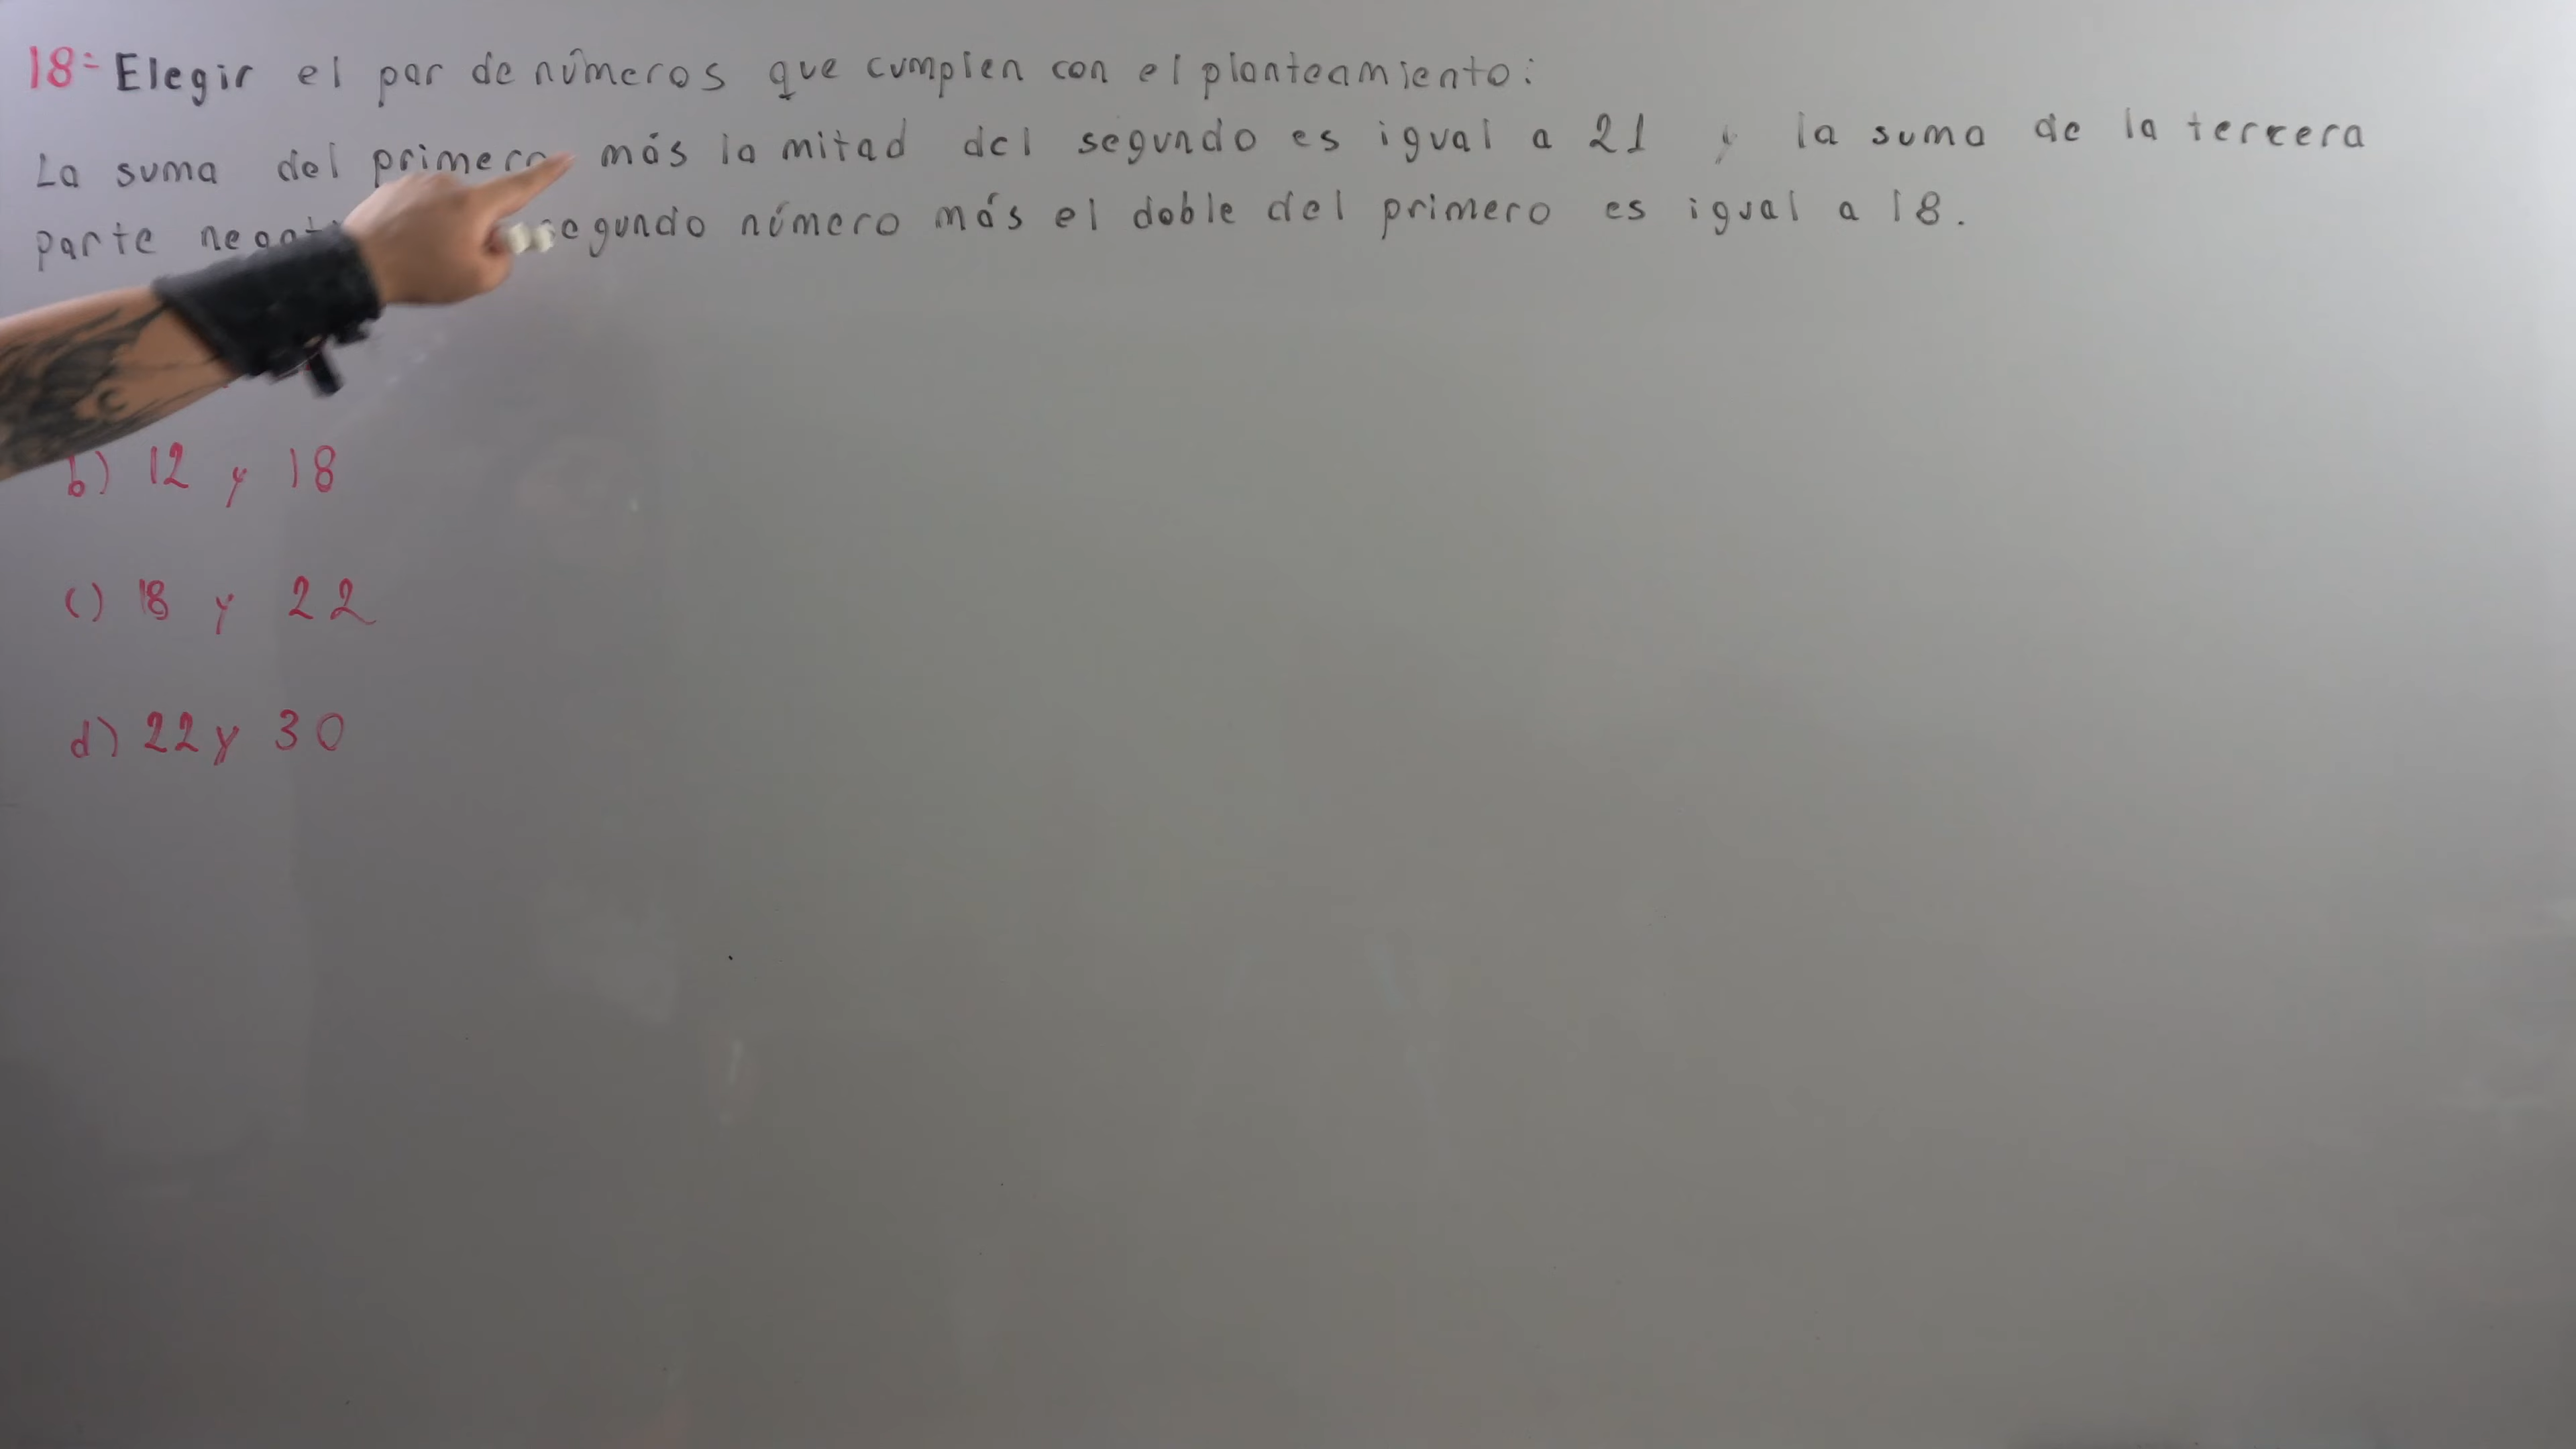 18= Elegir el par de números que cumplen con el planteamiento:
La suma del primero más la mitad del segundo es igual a 21 y la suma de la tercera
parte segundo número más el doble del primero es igual a 18.
b) 12 y 18
c) 18 y 22
d) 22 y 30